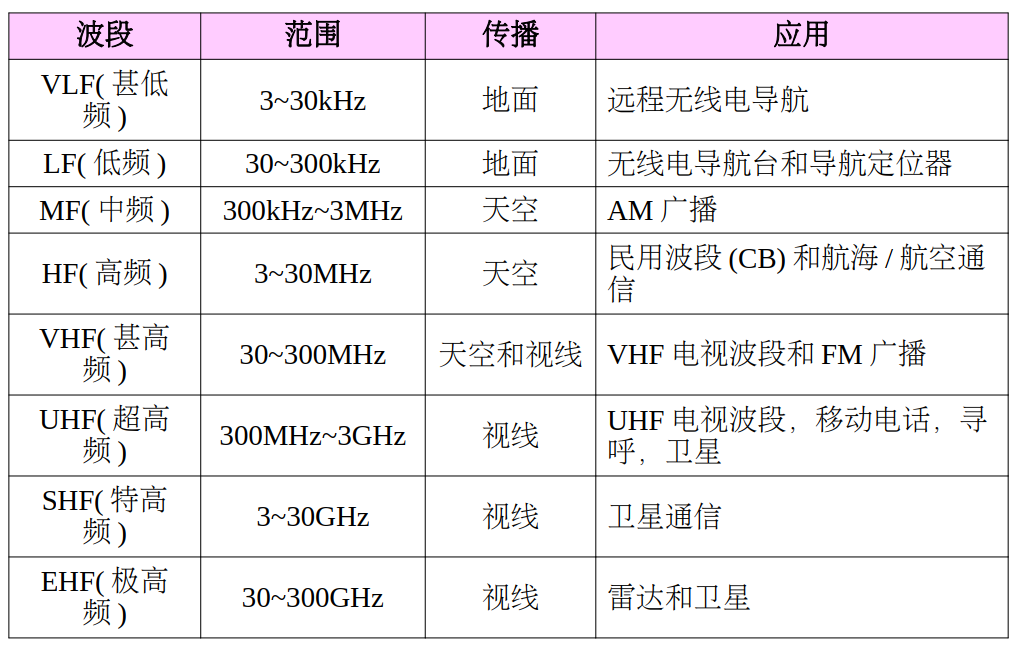 波段 范围 传播 应用
VLF( 甚低
频 )
3~30kHz 地面 远程无线电导航
LF( 低频 ) 30~300kHz 地面 无线电导航台和导航定位器
MF( 中频 ) 300kHz~3MHz 天空 AM 广播
HF( 高频 ) 3~30MHz 天空 民用波段 (CB) 和航海 / 航空通
信
VHF( 甚高
频 )
30~300MHz 天空和视线 VHF 电视波段和 FM 广播
UHF( 超高
频 )
300MHz~3GHz 视线 UHF 电视波段，移动电话，寻
呼，卫星
SHF( 特高
频 )
3~30GHz 视线 卫星通信
EHF( 极高
频 )
30~300GHz 视线 雷达和卫星